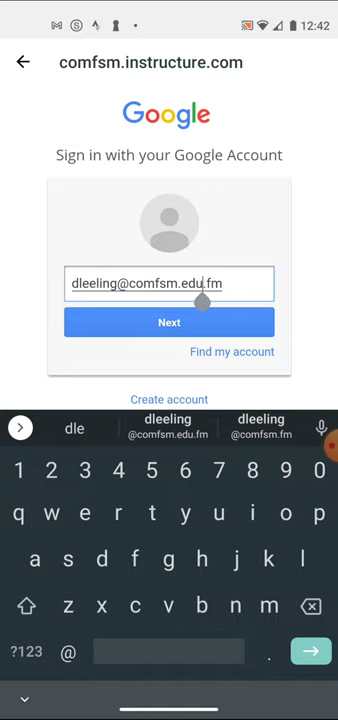 12:42
comfsm.instructure.com
Google
Sign in with your Google Account
dleeling@comfsm.edu.fm
Next
Find my account
Create account
dle
dleeling
@comfsm.edu.fm
dleeling
@comfsm.fm
1 2 3 4 5 6 7 8 9 0
q w e r t y u i o p
a s d f g h j k l
z x c v b n m
?123 @ .